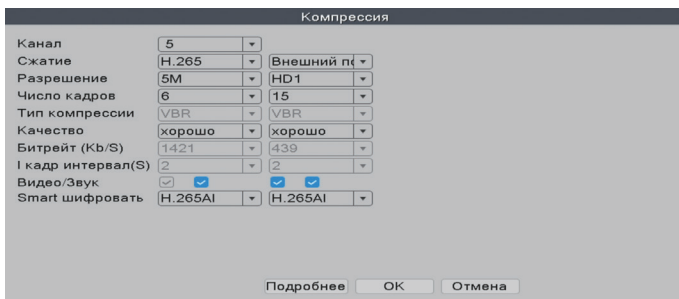 Компрессия
Канал 5
Сжатие H.265 Внешний по
Разрешение 5M HD1
Число кадров 6 15
Тип компрессии VBR VBR
Качество хорошо хорошо
Битрейт (Kb/S) 1421 439
I кадр интервал(S) 2 2
Видео/Звук
Smart шифровать H.265AI H.265AI
Подробнее OK Отмена